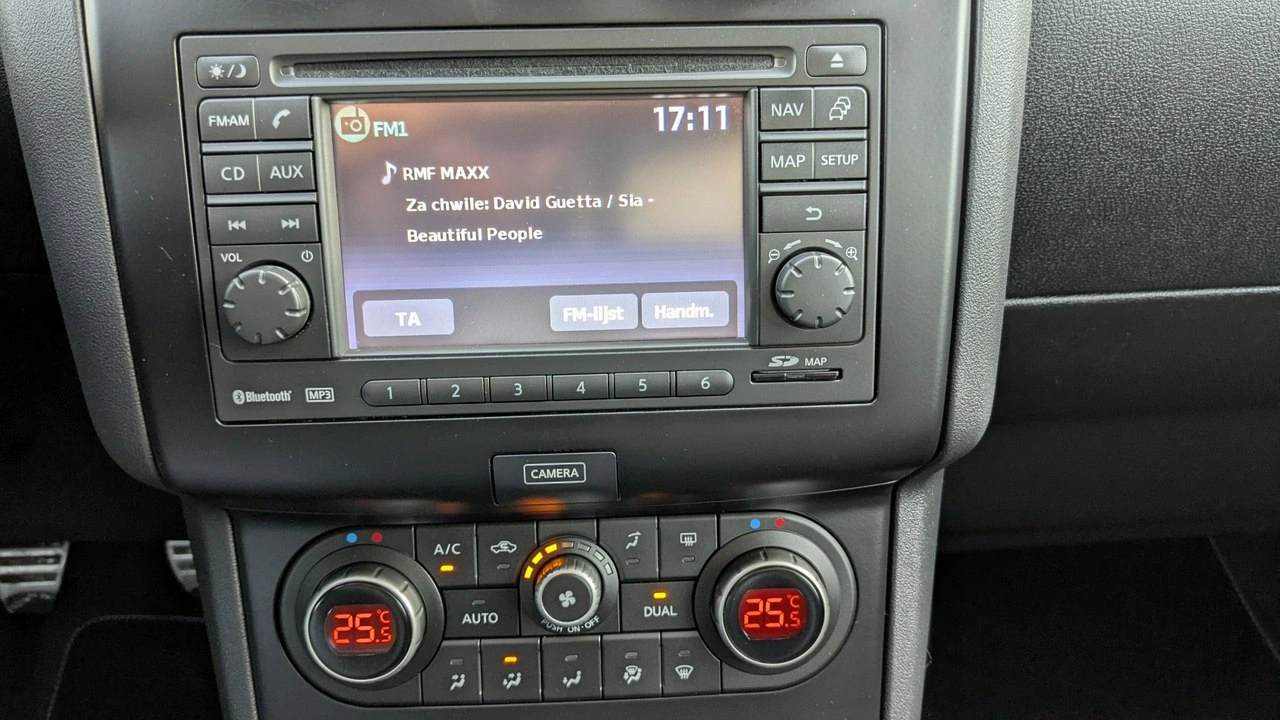 FM·AM
CD AUX
VOL
FM1
17:11
RMF MAXX
Za chwile: David Guetta / Sia -
Beautiful People
TA FM-lijst Handm.
NAV
MAP SETUP
Bluetooth MP3
1 2 3 4 5 6
SD MAP
CAMERA
A/C
AUTO
PUSH ON·OFF
DUAL
25.5 °C
25.5 °C